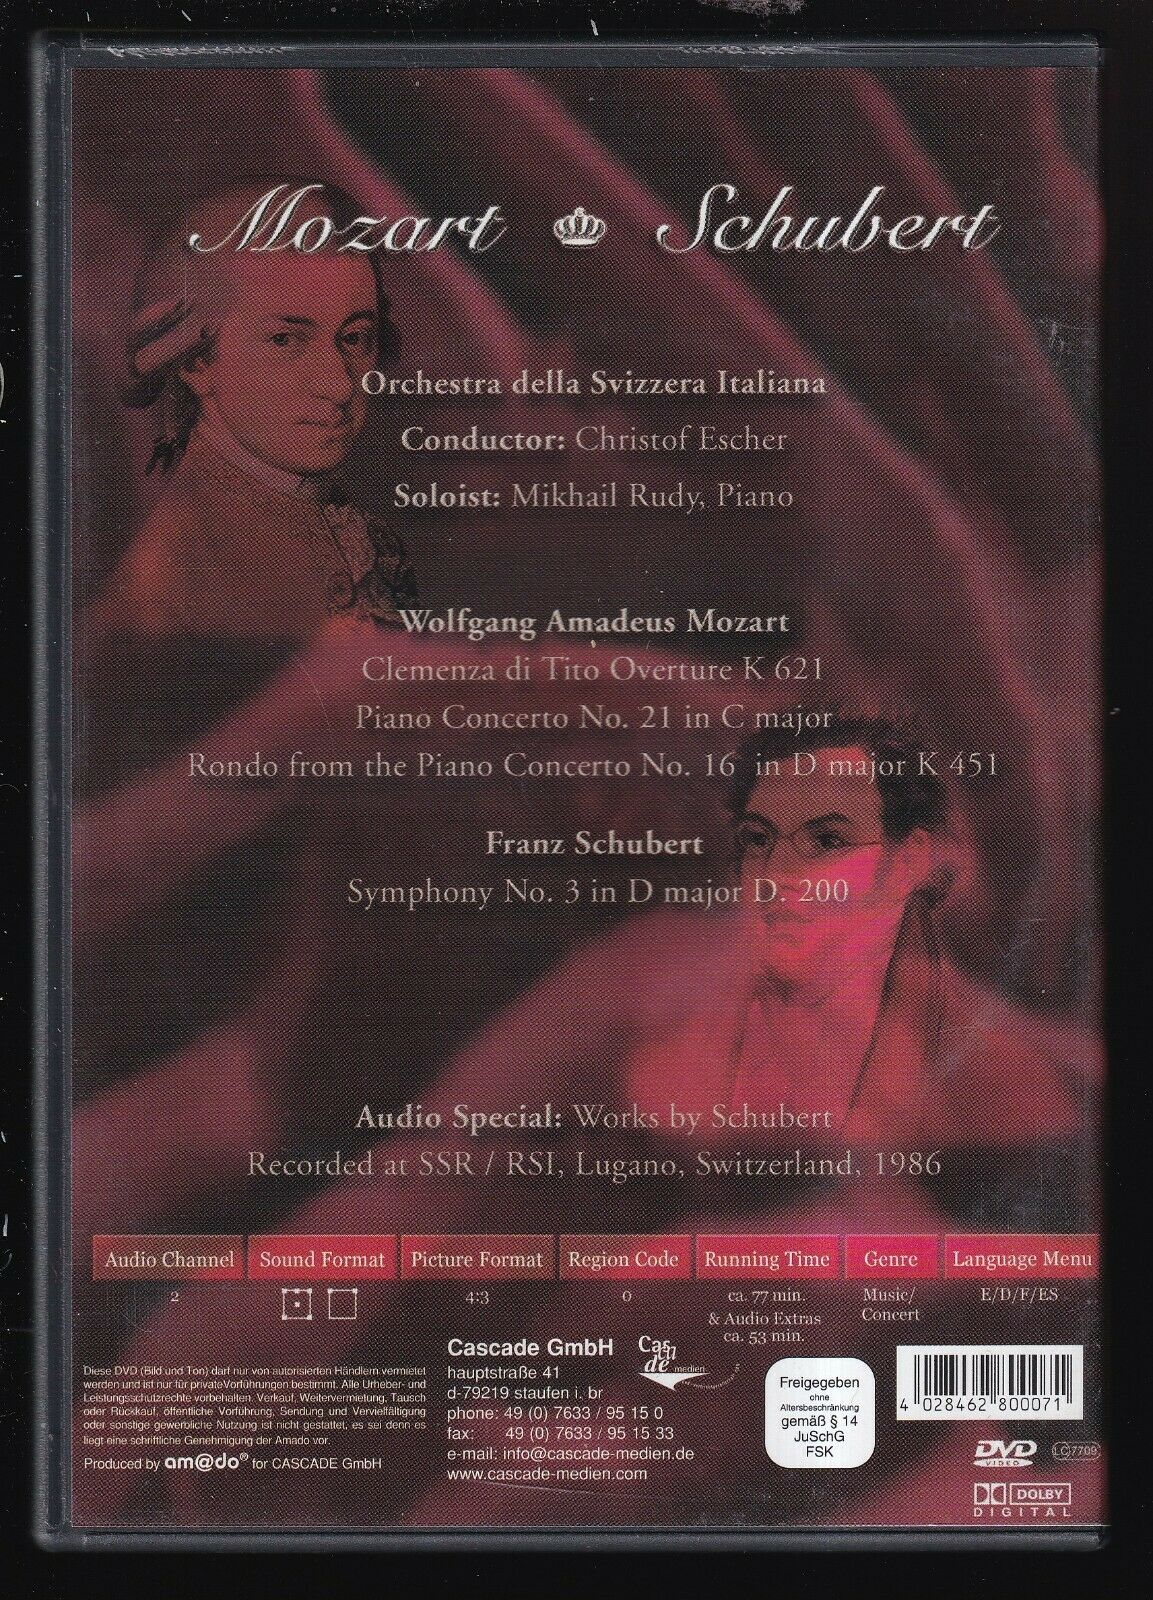 Mozart Schubert
Orchestra della Svizzera Italiana
Conductor: Christof Escher
Soloist: Mikhail Rudy, Piano
Wolfgang Amadeus Mozart
Clemenza di Tito Overture K 621
Piano Concerto No. 21 in C major
Rondo from the Piano Concerto No. 16 in D major K 451
Franz Schubert
Symphony No. 3 in D major D. 200
Audio Special: Works by Schubert
Recorded at SSR / RSI, Lugano, Switzerland, 1986
Audio Channel Sound Format Picture Format Region Code Running Time Genre Language Menu
2 4:3 0 ca. 77 min. Music/ E/D/F/ES
& Audio Extras Concert
ca. 53 min.
Diese DVD (Bild und Ton) darf nur von autorisierten Händlern vermietet
werden und ist nur für private Vorführungen bestimmt. Alle Urheber- und
Leistungsschutzrechte vorbehalten. Verkauf, Weitervermietung, Tausch
oder Rückkauf, öffentliche Vorführung, Sendung und Vervielfältigung
oder sonstige gewerbliche Nutzung ist nicht gestattet, es sei denn es
liegt eine schriftliche Genehmigung der Amado vor.
Produced by am@do® for CASCADE GmbH
Cascade GmbH
hauptstraße 41
d-79219 staufen i. br
phone: 49 (0) 7633 / 95 15 0
fax: 49 (0) 7633 / 95 15 33
e-mail: info@cascade-medien.de
www.cascade-medien.com
Cas
ca
de medien
Freigegeben
ohne
Altersbeschränkung
gemäß § 14
JuSchG
FSK
4 028462 800071
DVD
VIDEO
LC7709
DOLBY
DIGITAL